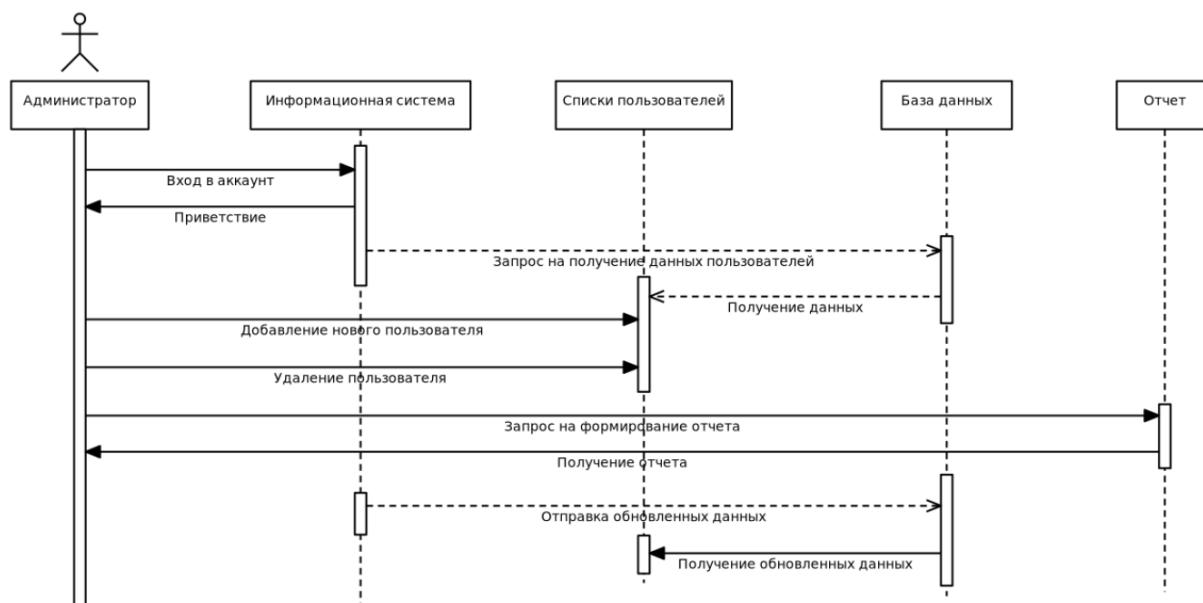 Администратор
Информационная система
Списки пользователей
База данных
Отчет
Вход в аккаунт
Приветствие
Запрос на получение данных пользователей
Получение данных
Добавление нового пользователя
Удаление пользователя
Запрос на формирование отчета
Получение отчета
Отправка обновленных данных
Получение обновленных данных